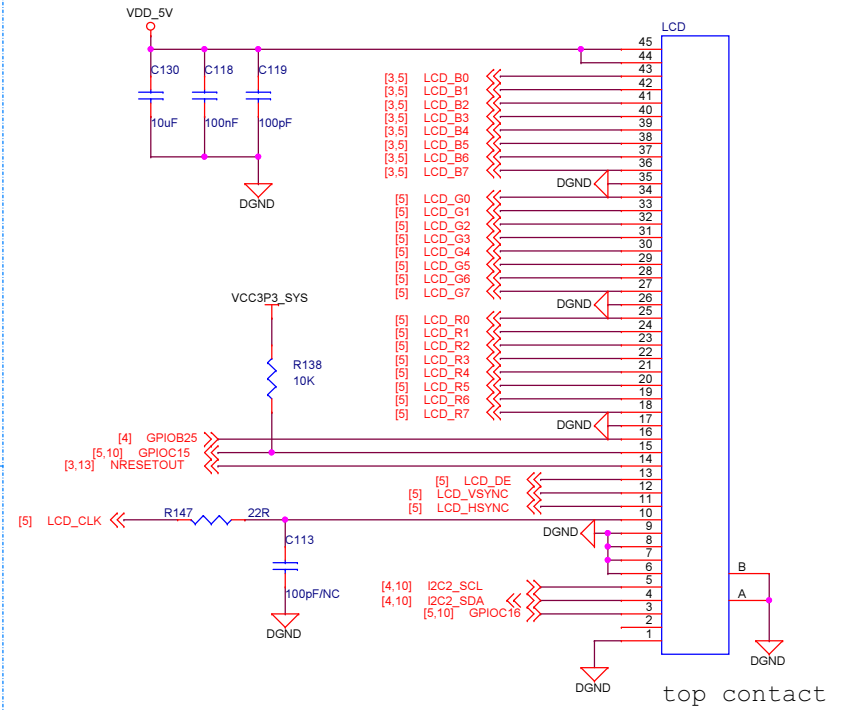 VDD_5V
LCD
45
44
C130 C118 C119
43
[3,5] LCD_B0
42
[3,5] LCD_B1
41
[3,5] LCD_B2
40
[3,5] LCD_B3
10uF 100nF 100pF
39
[3,5] LCD_B4
38
[3,5] LCD_B5
37
[3,5] LCD_B6
36
[3,5] LCD_B7
35
DGND
34
DGND
[5] LCD_G0
33
[5] LCD_G1
32
[5] LCD_G2
31
[5] LCD_G3
30
[5] LCD_G4
29
[5] LCD_G5
28
[5] LCD_G6
27
[5] LCD_G7
26
VCC3P3_SYS
DGND
25
[5] LCD_R0
24
[5] LCD_R1
23
[5] LCD_R2
22
[5] LCD_R3
R138
21
[5] LCD_R4
10K
20
[5] LCD_R5
19
[5] LCD_R6
18
[5] LCD_R7
17
DGND
16
[4] GPIOB25
15
[5,10] GPIOC15
14
[3,13] NRESETOUT
13
[5] LCD_DE
12
[5] LCD_VSYNC
11
[5] LCD_HSYNC
10
[5] LCD_CLK R147 22R
9
DGND
C113
8
7
6
B
100pF/NC
5
[4,10] I2C2_SCL
4
A
[4,10] I2C2_SDA
3
[5,10] GPIOC16
2
DGND
1
DGND
DGND
top contact